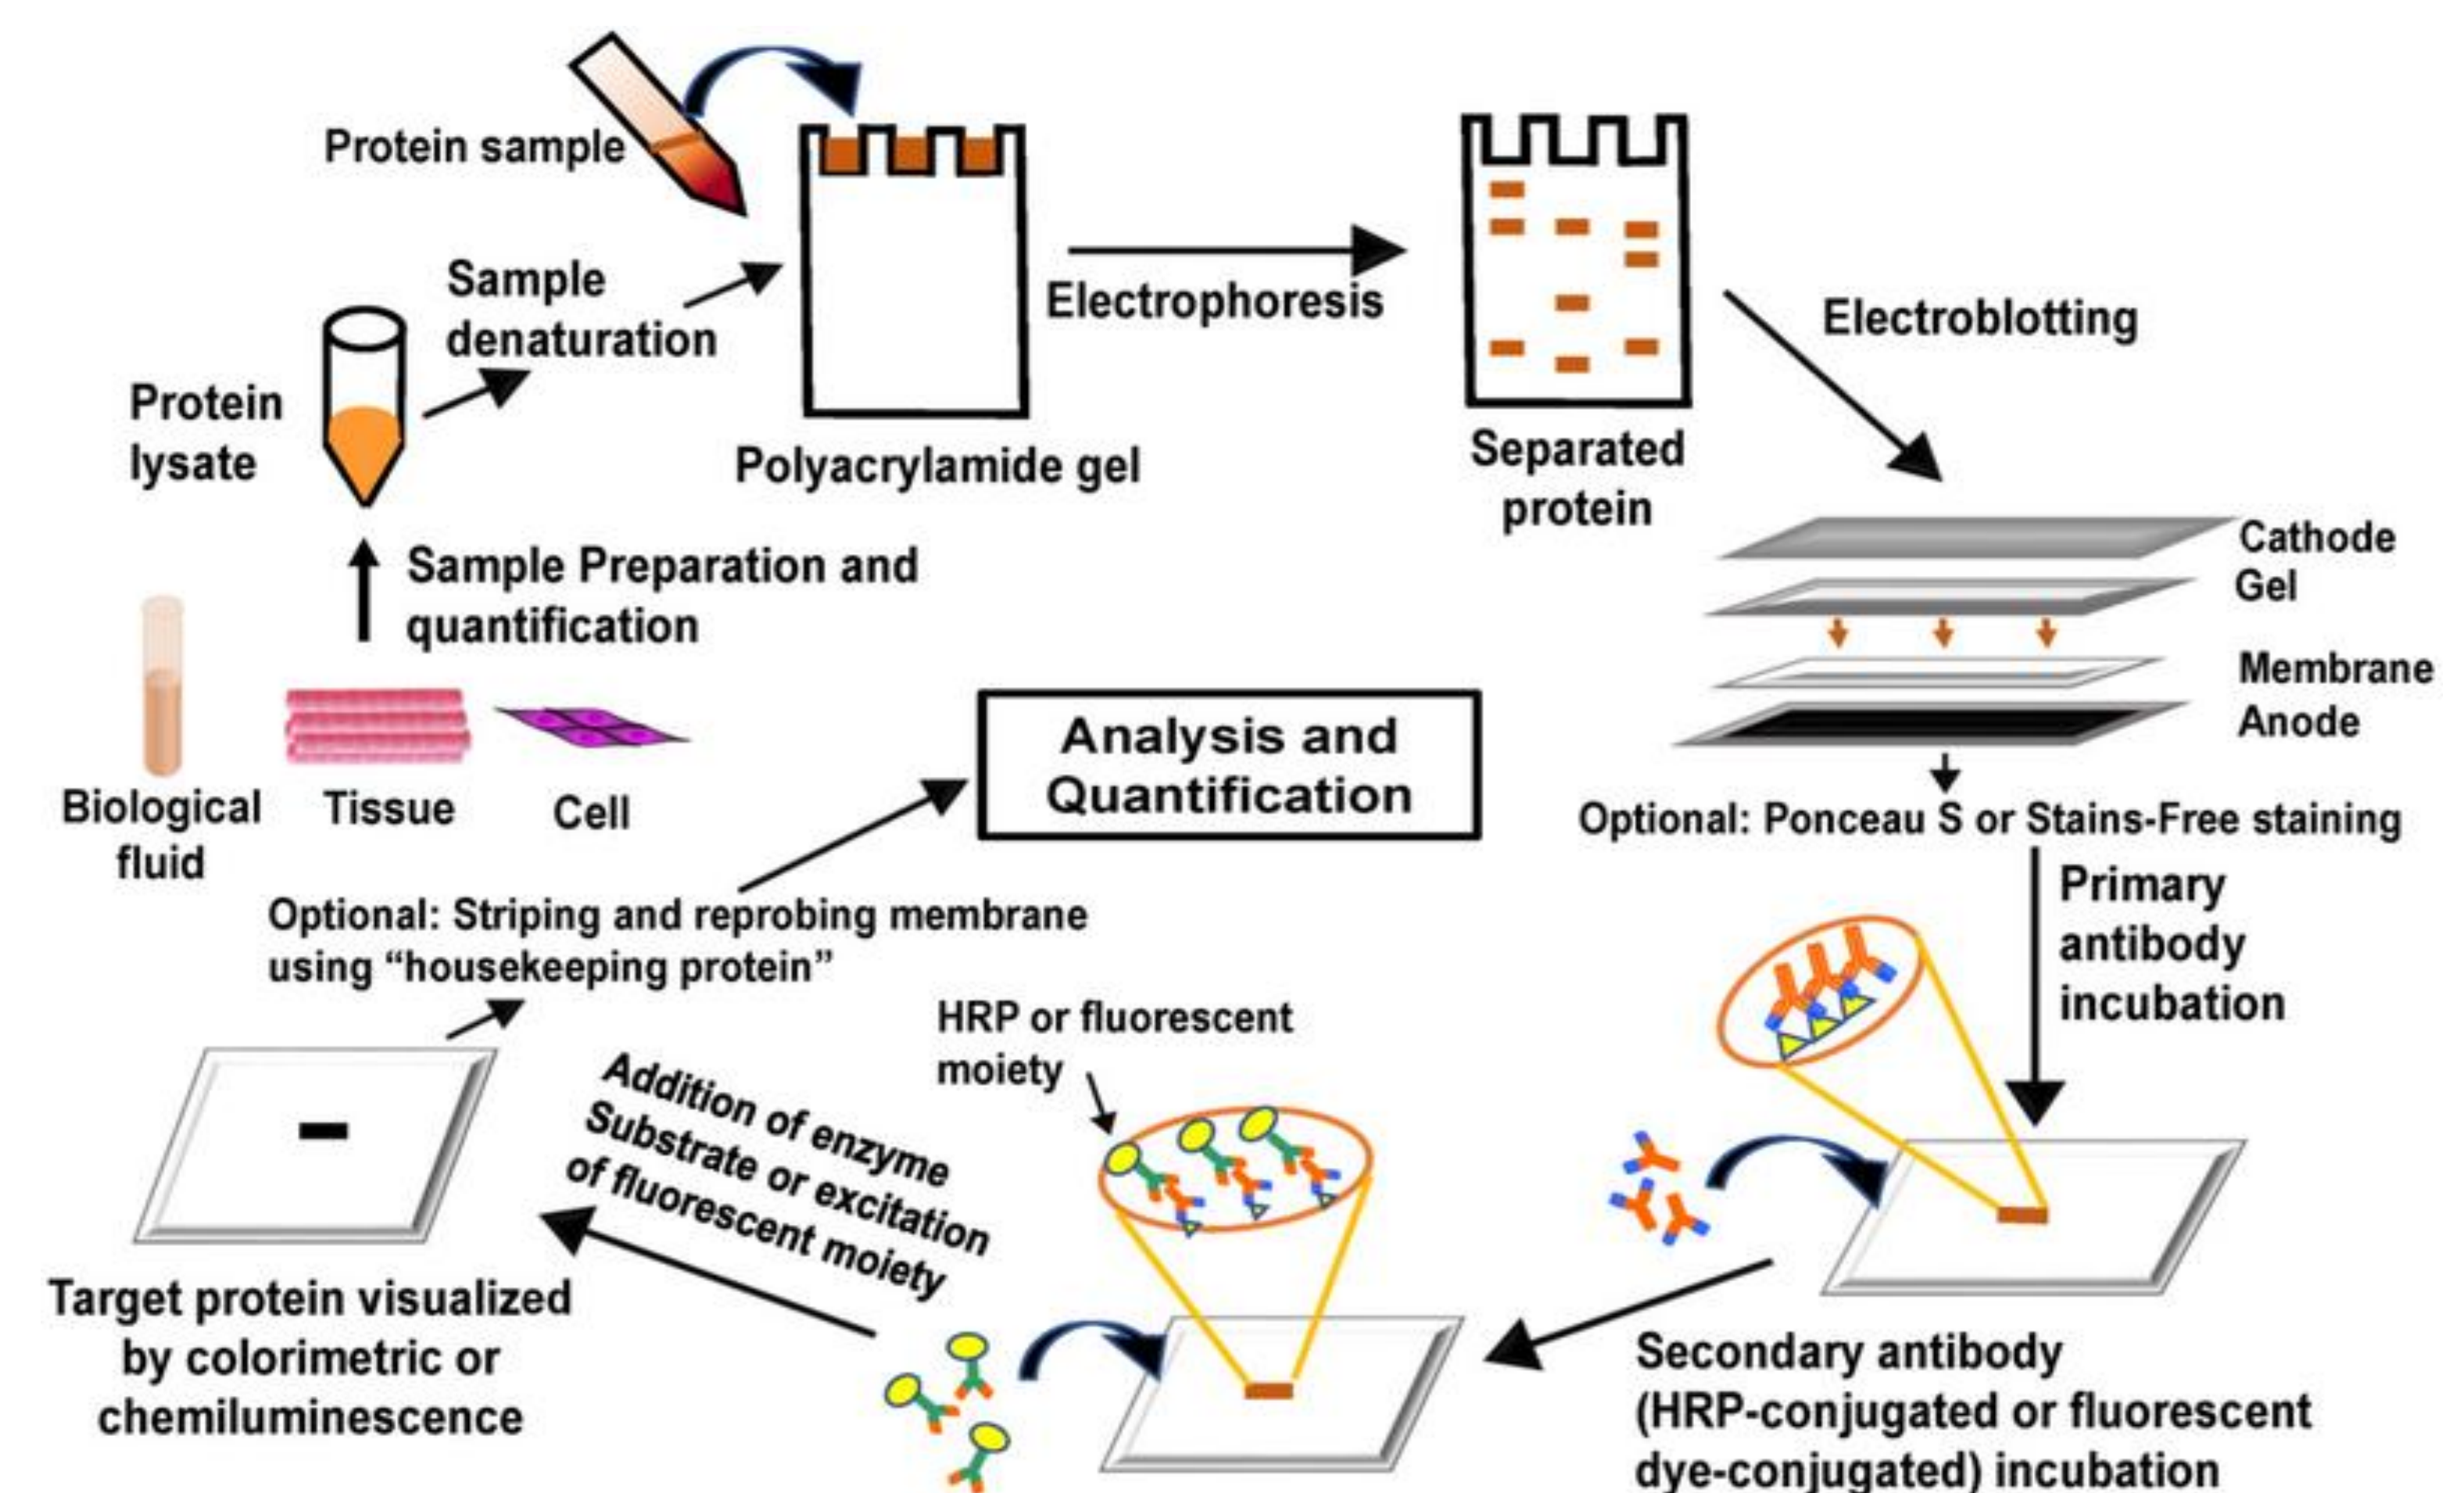 Protein sample
Sample
denaturation
Protein
lysate
Polyacrylamide gel
Electrophoresis
Separated
protein
Electroblotting
Cathode
Gel
Membrane
Anode
Sample Preparation and
quantification
Biological
fluid
Tissue
Cell
Analysis and
Quantification
Optional: Ponceau S or Stains-Free staining
Primary
antibody
incubation
Optional: Striping and reprobing membrane
using “housekeeping protein”
HRP or fluorescent
moiety
Addition of enzyme
Substrate or excitation
of fluorescent moiety
Target protein visualized
by colorimetric or
chemiluminescence
Secondary antibody
(HRP-conjugated or fluorescent
dye-conjugated) incubation